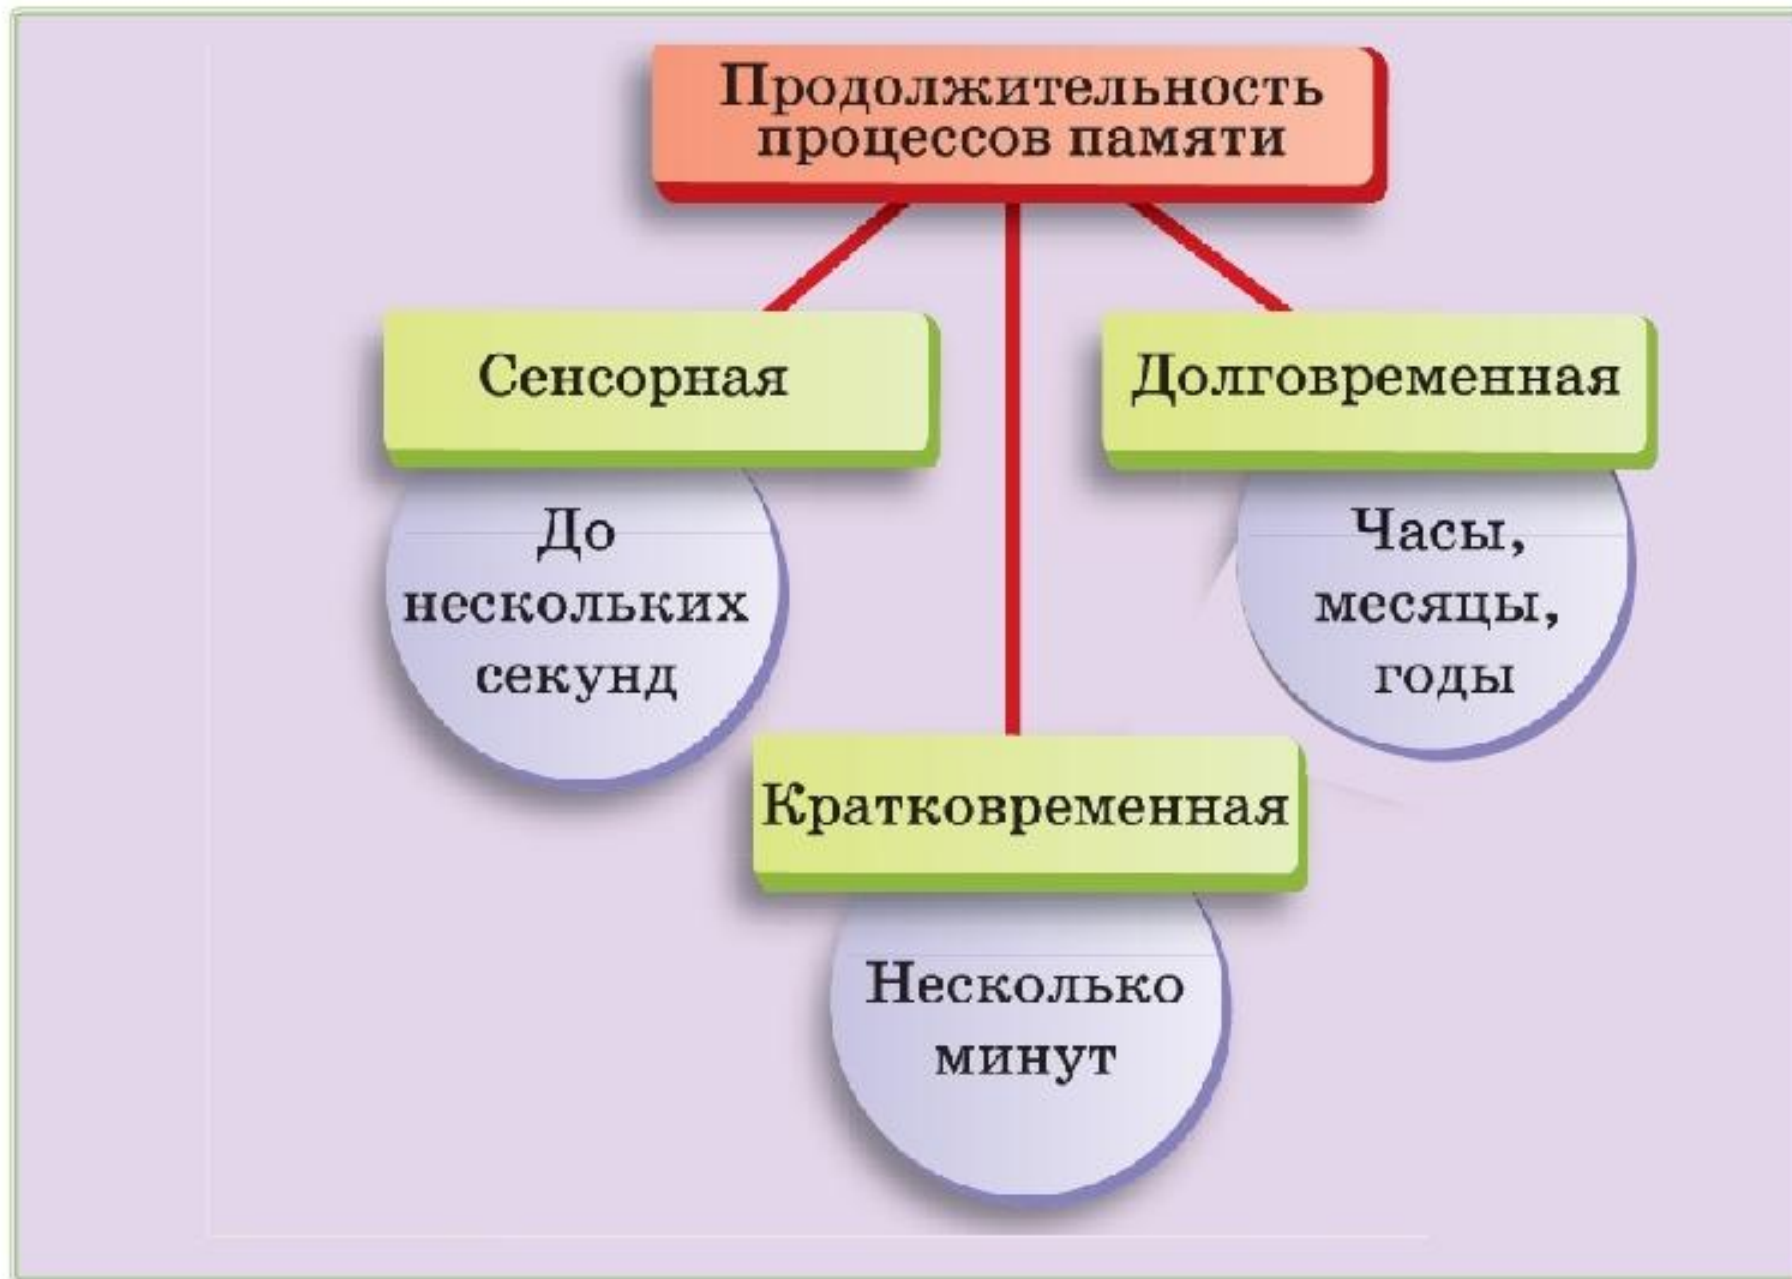 Продолжительность
процессов памяти
Сенсорная
До
нескольких
секунд
Долговременная
Часы,
месяцы,
годы
Кратковременная
Несколько
минут